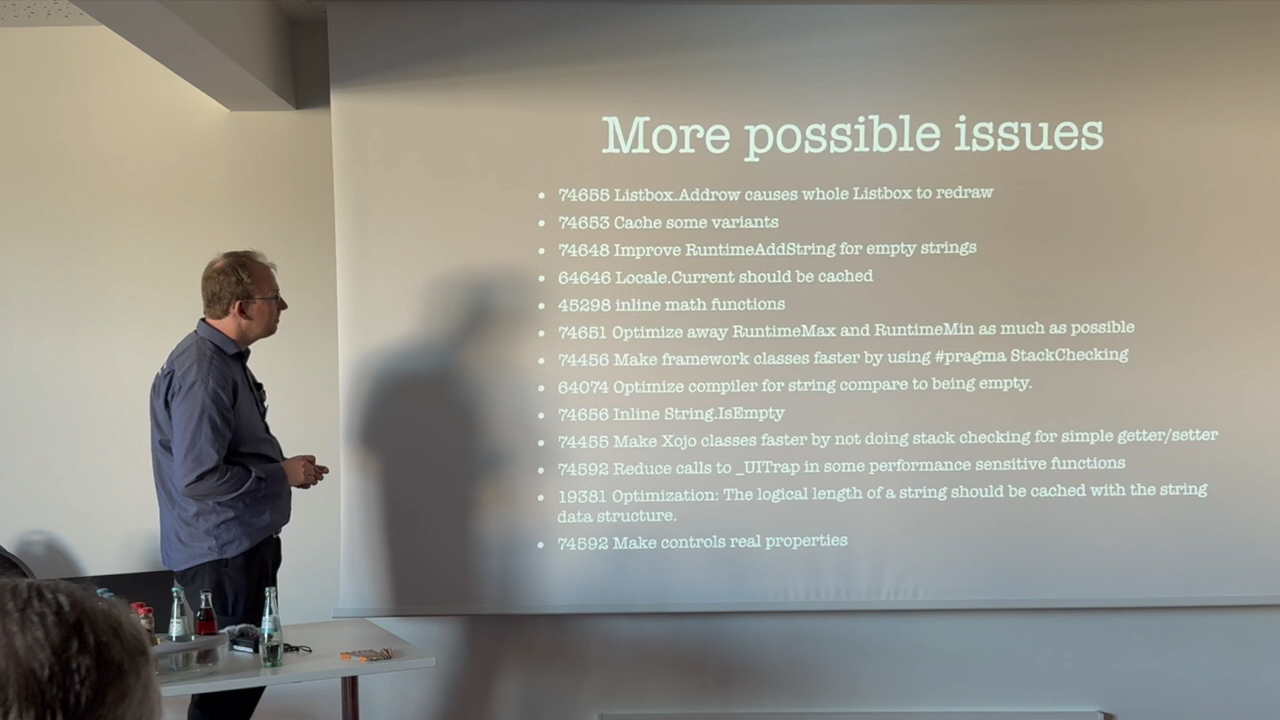 More possible issues
• 74655 Listbox.Addrow causes whole Listbox to redraw
• 74653 Cache some variants
• 74648 Improve RuntimeAddString for empty strings
• 64646 Locale.Current should be cached
• 45298 inline math functions
• 74651 Optimize away RuntimeMax and RuntimeMin as much as possible
• 74456 Make framework classes faster by using #pragma StackChecking
• 64074 Optimize compiler for string compare to being empty.
• 74656 Inline String.IsEmpty
• 74455 Make Xojo classes faster by not doing stack checking for simple getter/setter
• 74592 Reduce calls to _UITrap in some performance sensitive functions
• 19381 Optimization: The logical length of a string should be cached with the string
data structure.
• 74592 Make controls real properties